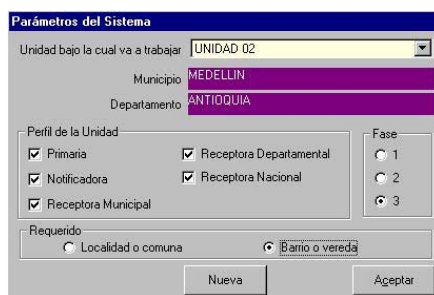 Parámetros del Sistema
Unidad bajo la cual va a trabajar UNIDAD 02
Municipio MEDELLIN
Departamento ANTIOQUIA
Perfil de la Unidad
Fase
Primaria Receptora Departamental 1
Notificadora Receptora Nacional 2
Receptora Municipal 3
Requerido
Localidad o comuna Barrio o vereda
Nueva Aceptar